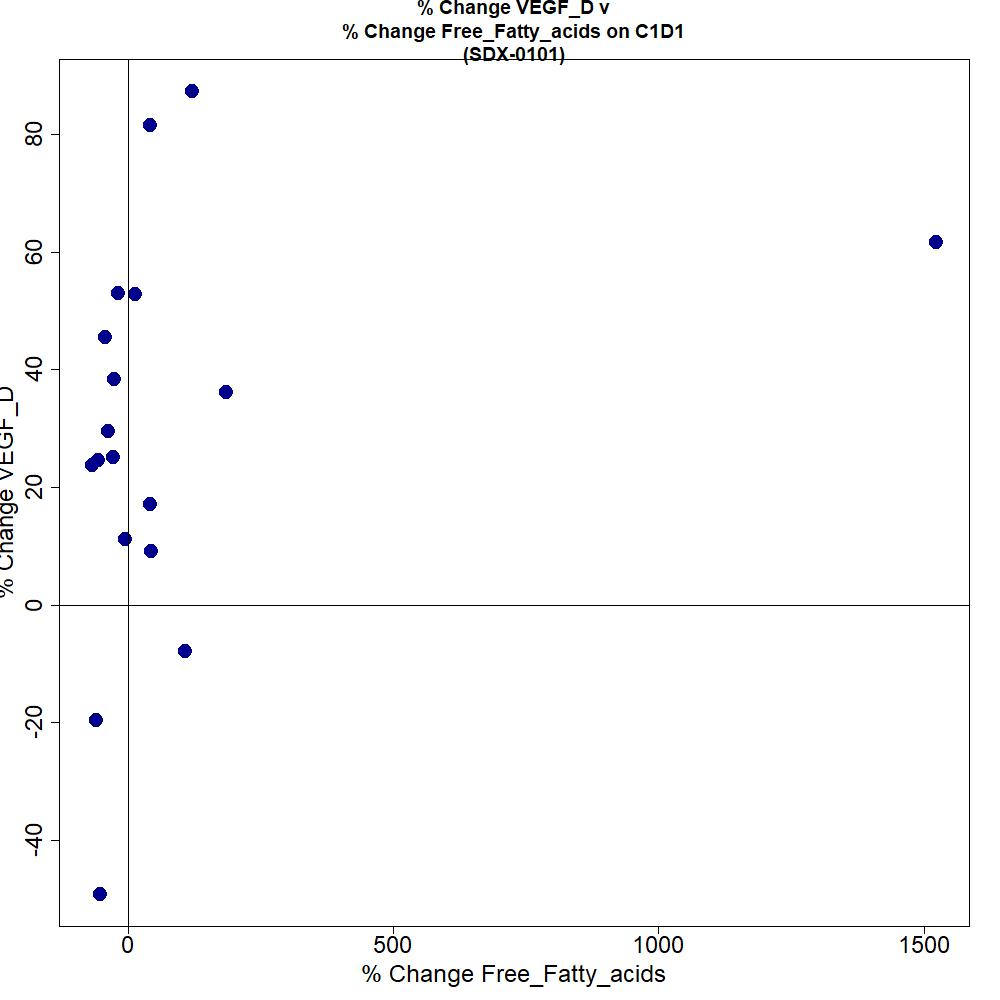 % Change VEGF_D v
% Change Free_Fatty_acids on C1D1
(SDX-0101)
% Change VEGF_D
80
60
40
20
0
-20
-40
0 500 1000 1500
% Change Free_Fatty_acids